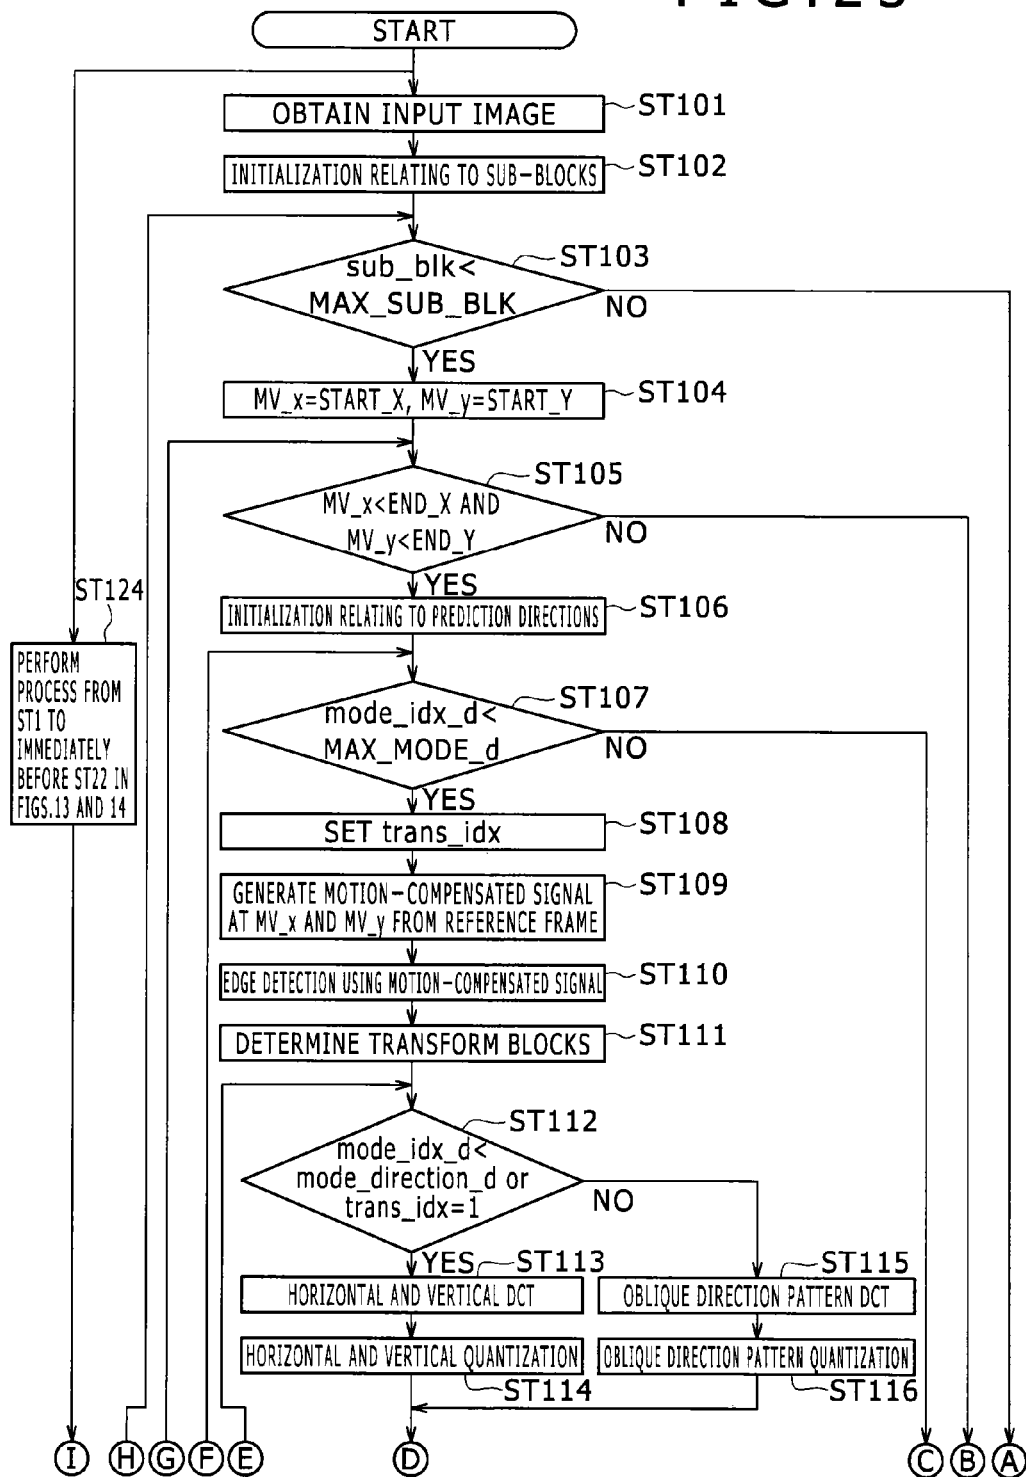 START
OBTAIN INPUT IMAGE
ST101
INITIALIZATION RELATING TO SUB-BLOCKS
ST102
sub_blk<
MAX_SUB_BLK
ST103
NO
YES
MV_x=START_X, MV_y=START_Y
ST104
ST105
MV_x<END_X AND
MV_y<END_Y
NO
YES
ST124
INITIALIZATION RELATING TO PREDICTION DIRECTIONS
ST106
PERFORM
PROCESS FROM
ST1 TO
IMMEDIATELY
BEFORE ST22 IN
FIGS.13 AND 14
ST107
mode_idx_d<
MAX_MODE_d
NO
YES
SET trans_idx
ST108
GENERATE MOTION-COMPENSATED SIGNAL
AT MV_x AND MV_y FROM REFERENCE FRAME
ST109
EDGE DETECTION USING MOTION-COMPENSATED SIGNAL
ST110
DETERMINE TRANSFORM BLOCKS
ST111
ST112
mode_idx_d<
mode_direction_d or
trans_idx=1
NO
YES
ST113
ST115
HORIZONTAL AND VERTICAL DCT
OBLIQUE DIRECTION PATTERN DCT
HORIZONTAL AND VERTICAL QUANTIZATION
OBLIQUE DIRECTION PATTERN QUANTIZATION
ST114
ST116
I H G F E D C B A